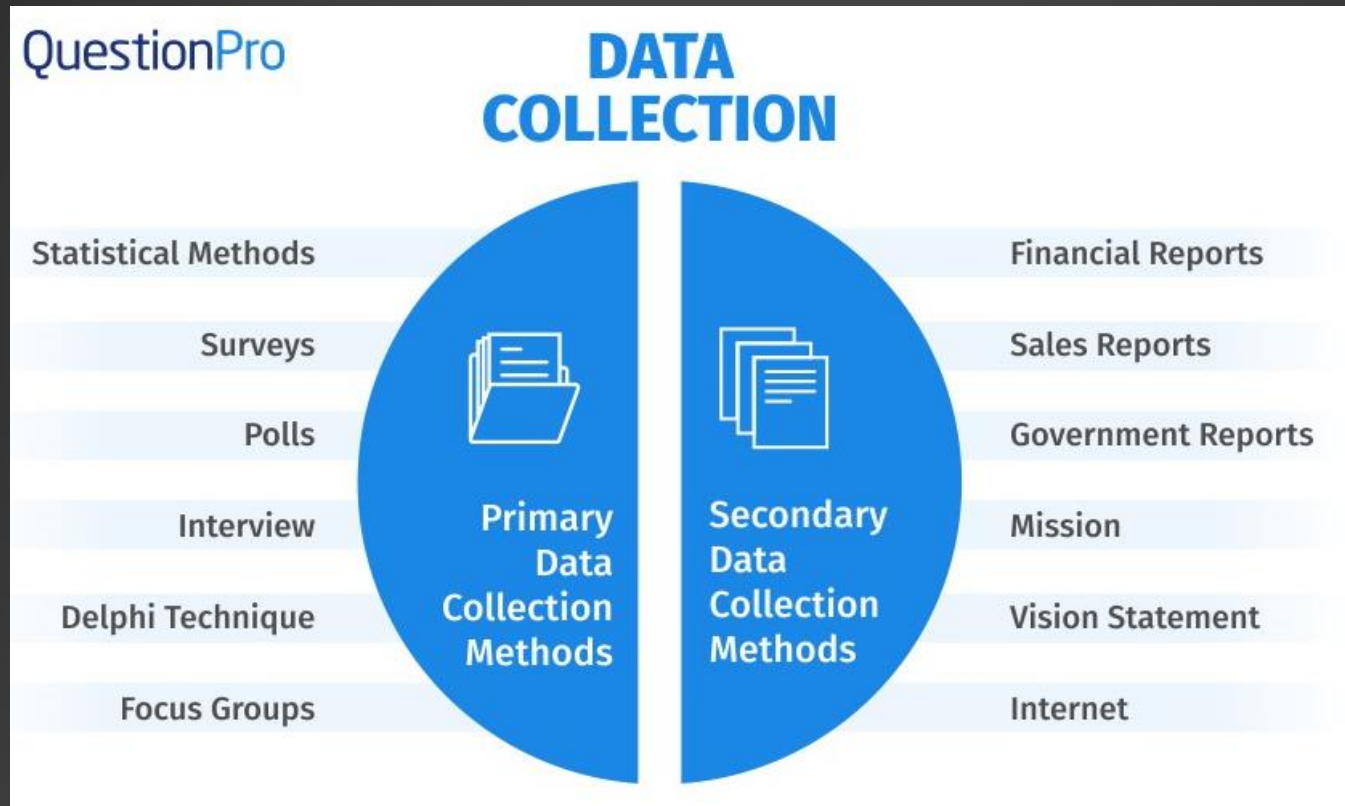 QuestionPro
DATA
COLLECTION
Statistical Methods
Surveys
Polls
Interview
Delphi Technique
Focus Groups
Primary
Data
Collection
Methods
Secondary
Data
Collection
Methods
Financial Reports
Sales Reports
Government Reports
Mission
Vision Statement
Internet